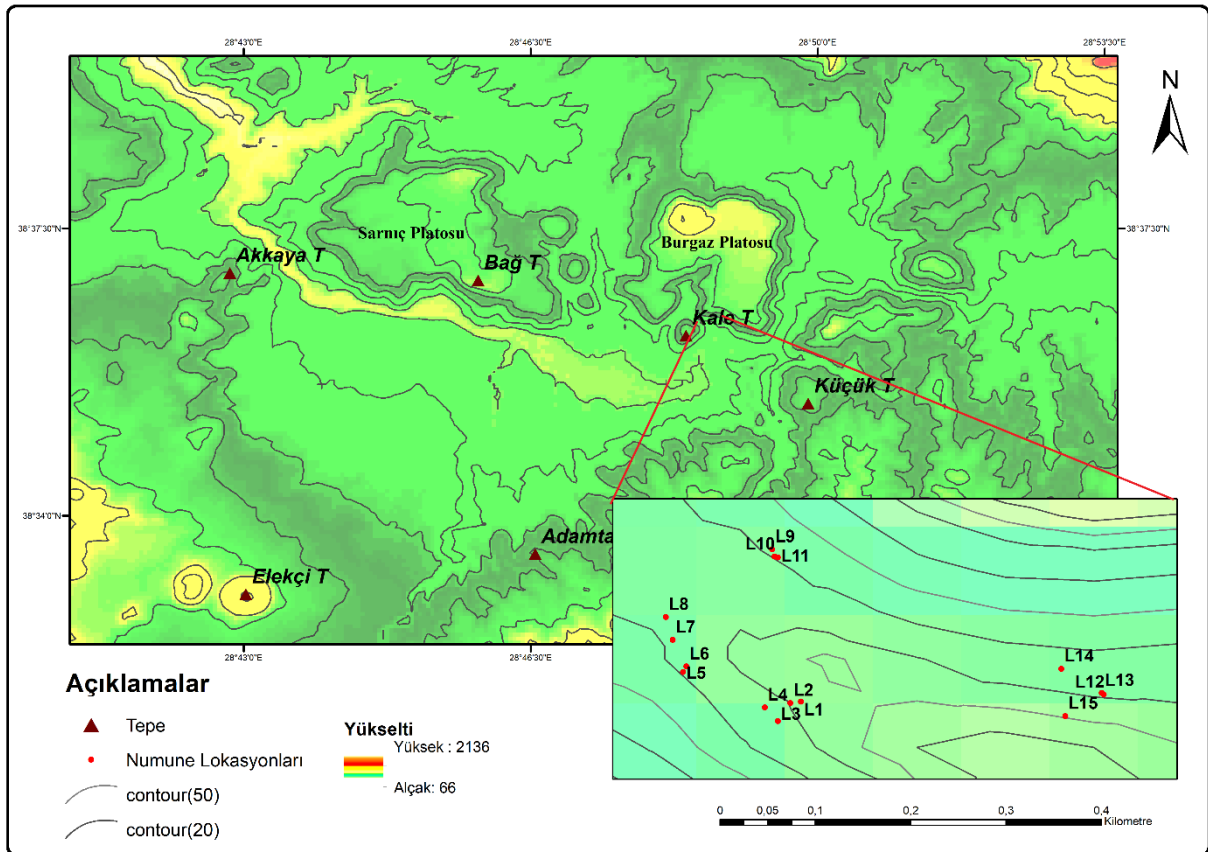 28°43'0"E
28°46'30"E
28°50'0"E
28°53'30"E
N
38°37'30"N
38°37'30"N
Sarnıç Platosu
Burgaz Platosu
Akkaya T
Bağ T
Kale T
Küçük T
38°34'0"N
Adamta
Elekçi T
L9
L10
L11
L8
L7
L6
L5
L14
L12
L13
L4
L2
L3
L1
L15
28°43'0"E
28°46'30"E
Açıklamalar
Tepe
Numune Lokasyonları
contour(50)
contour(20)
Yükselti
Yüksek : 2136
Alçak: 66
0 0,05 0,1 0,2 0,3 0,4
Kilometre